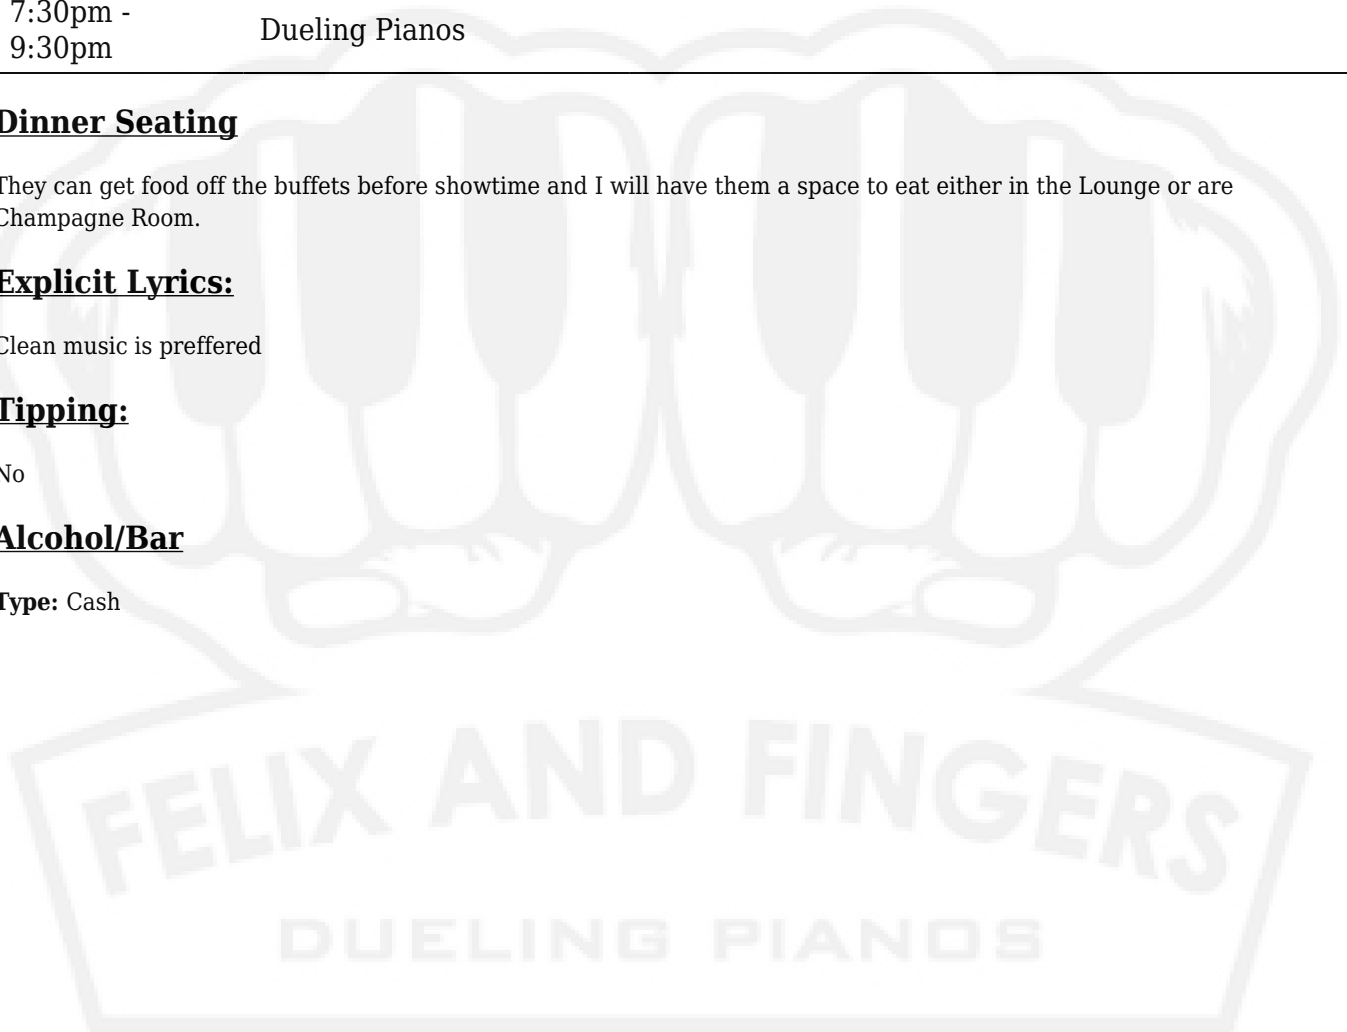 7:30pm -
9:30pm
Dueling Pianos
Dinner Seating
They can get food off the buffets before showtime and I will have them a space to eat either in the Lounge or are
Champagne Room.
Explicit Lyrics:
Clean music is preffered
Tipping:
No
Alcohol/Bar
Type: Cash
FELIX AND FINGERS
DUELING PIANOS